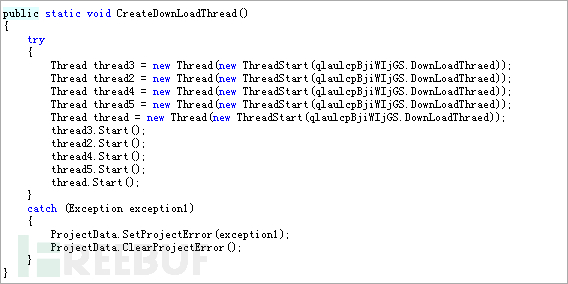 public static void CreateDownLoadThread()
{
    try
    {
        Thread thread3 = new Thread(new ThreadStart(qlaulcpBjiWIjGS.DownLoadThraed));
        Thread thread2 = new Thread(new ThreadStart(qlaulcpBjiWIjGS.DownLoadThraed));
        Thread thread4 = new Thread(new ThreadStart(qlaulcpBjiWIjGS.DownLoadThraed));
        Thread thread5 = new Thread(new ThreadStart(qlaulcpBjiWIjGS.DownLoadThraed));
        Thread thread = new Thread(new ThreadStart(qlaulcpBjiWIjGS.DownLoadThraed));
        thread3.Start();
        thread2.Start();
        thread4.Start();
        thread5.Start();
        thread.Start();
    }
    catch (Exception exception1)
    {
        ProjectData.SetProjectError(exception1);
        ProjectData.ClearProjectError();
    }
}
FREEBUF